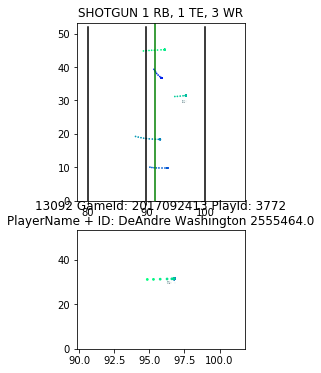 SHOTGUN 1 RB, 1 TE, 3 WR
50
40
30
20
10
0
80 90 100
13092 GameId: 2017092413 PlayId: 3772
PlayerName + ID: DeAndre Washington 2555464.0
40
20
0
90.0 92.5 95.0 97.5 100.0